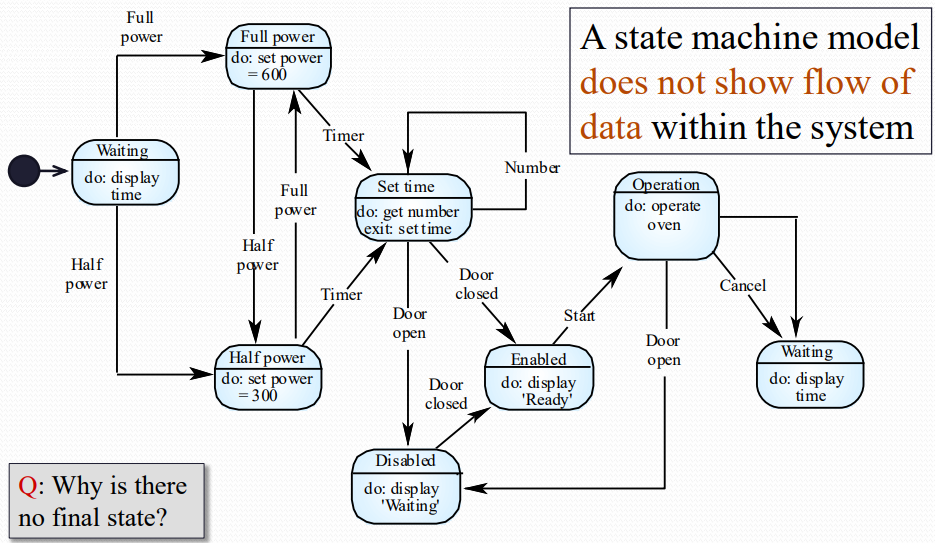 Full
power
Full power
do: set power
= 600
A state machine model
does not show flow of
data within the system
Waiting
do: display
time
Timer
Number
Full
power
Set time
do: get number
exit: set time
Operation
do: operate
oven
Half
power
Half
power
Timer
Door
closed
Cancel
Door
open
Start
Door
open
Half power
do: set power
= 300
Enabled
do: display
'Ready'
Waiting
do: display
time
Door
closed
Disabled
do: display
'Waiting'
Q: Why is there
no final state?